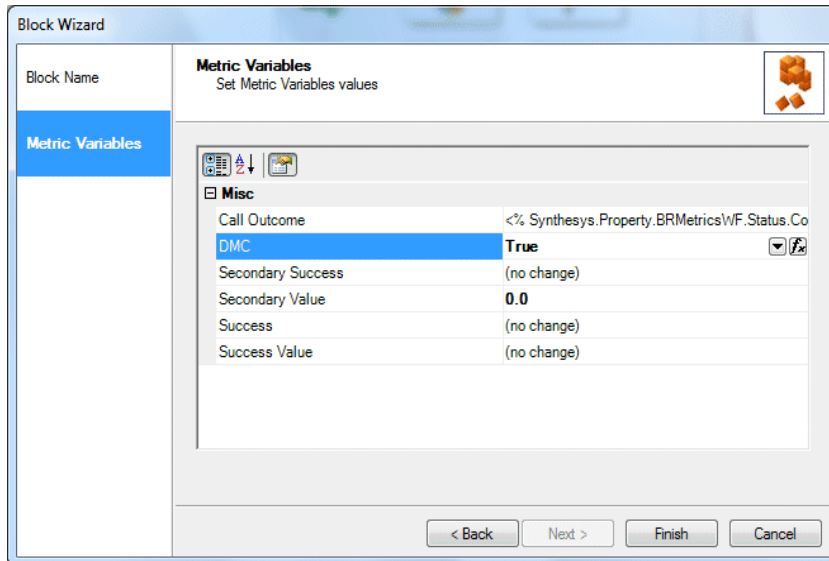 Block Wizard
Block Name
Metric Variables
Metric Variables
Set Metric Variables values
Misc
Call Outcome <% Synthesys.Property.BRMetricsWF.Status.Co
DMC True
Secondary Success (no change)
Secondary Value 0.0
Success (no change)
Success Value (no change)
< Back Next > Finish Cancel